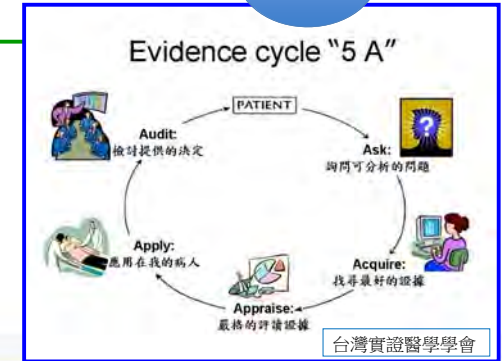 Evidence cycle “5 A”
PATIENT
Ask:
詢問可分析的問題
Acquire:
找尋最好的證據
Appraise:
嚴格的評讀證據
Apply:
應用在我的病人
Audit:
檢討提供的決定
台灣實證醫學學會